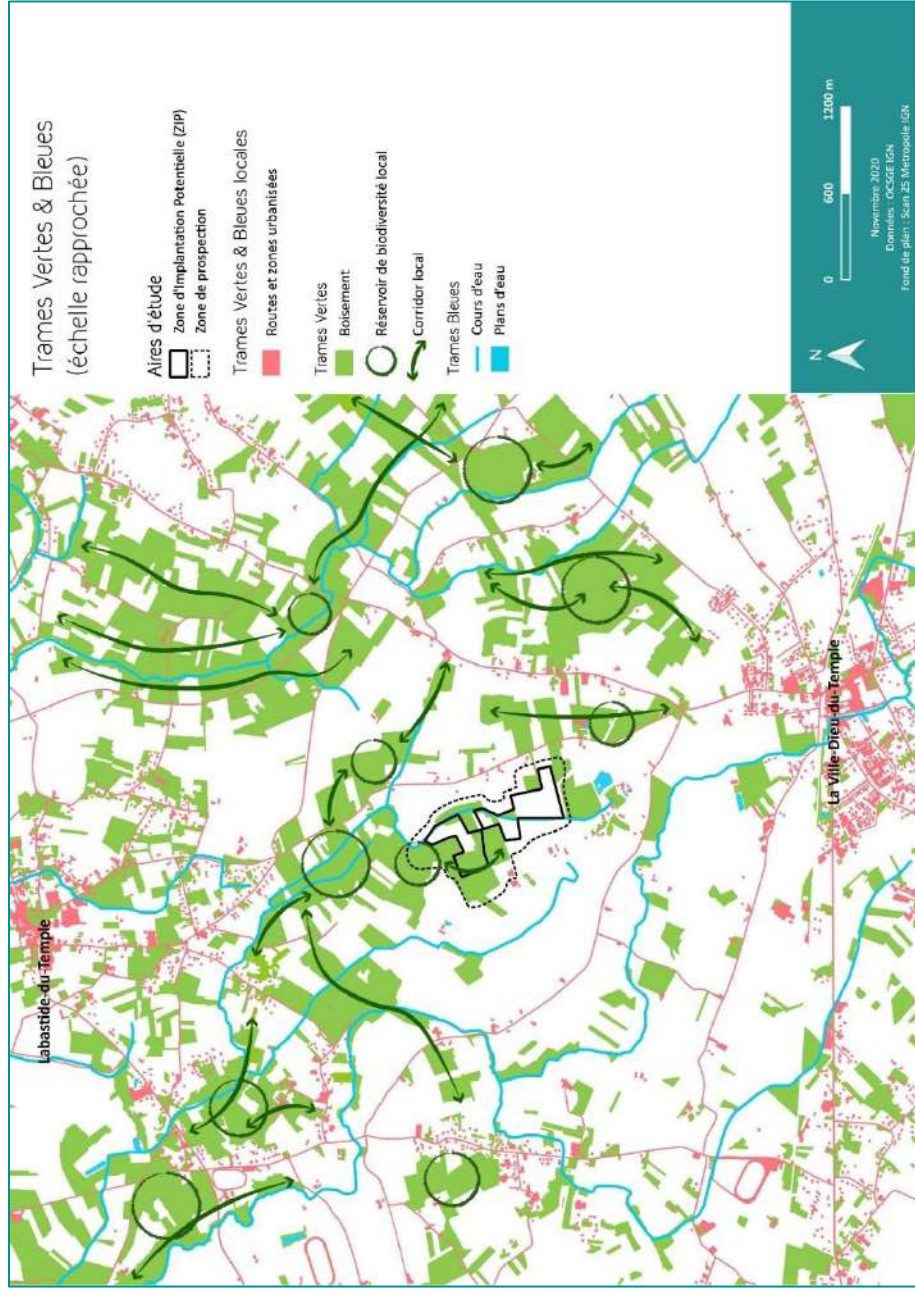 Trames Vertes & Bleues
(échelle rapprochée)
Aires d'étude
Zone d'Implantation Potentielle (ZIP)
Zone de prospection
Trames Vertes & Bleues locales
Routes et zones urbanisées
Trames Vertes
Boisement
Réservoir de biodiversité local
Corridor local
Trames Bleues
Cours d'eau
Plans d'eau
Labastide-du-Temple
La Ville-Dieu-du-Temple
N
0 600 1200 m
Novembre 2020
Données : OCSGE IGN
Fond de plan : Scan 25 Metropole IGN